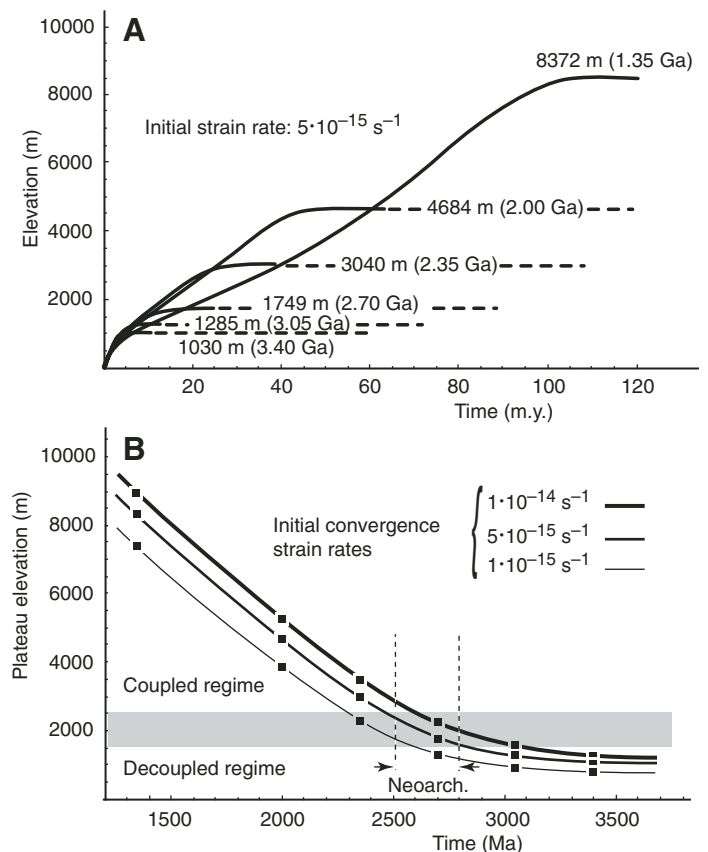 A
10000
8000
6000
4000
2000
Elevation (m)
8372 m (1.35 Ga)
Initial strain rate: 5·10⁻¹⁵ s⁻¹
4684 m (2.00 Ga)
3040 m (2.35 Ga)
1749 m (2.70 Ga)
1285 m (3.05 Ga)
1030 m (3.40 Ga)
20 40 60 80 100 120
Time (m.y.)
B
10000
8000
6000
4000
2000
Plateau elevation (m)
Initial convergence
strain rates
1·10⁻¹⁴ s⁻¹
5·10⁻¹⁵ s⁻¹
1·10⁻¹⁵ s⁻¹
Coupled regime
Decoupled regime
Neoarch.
1500 2000 2500 3000 3500
Time (Ma)